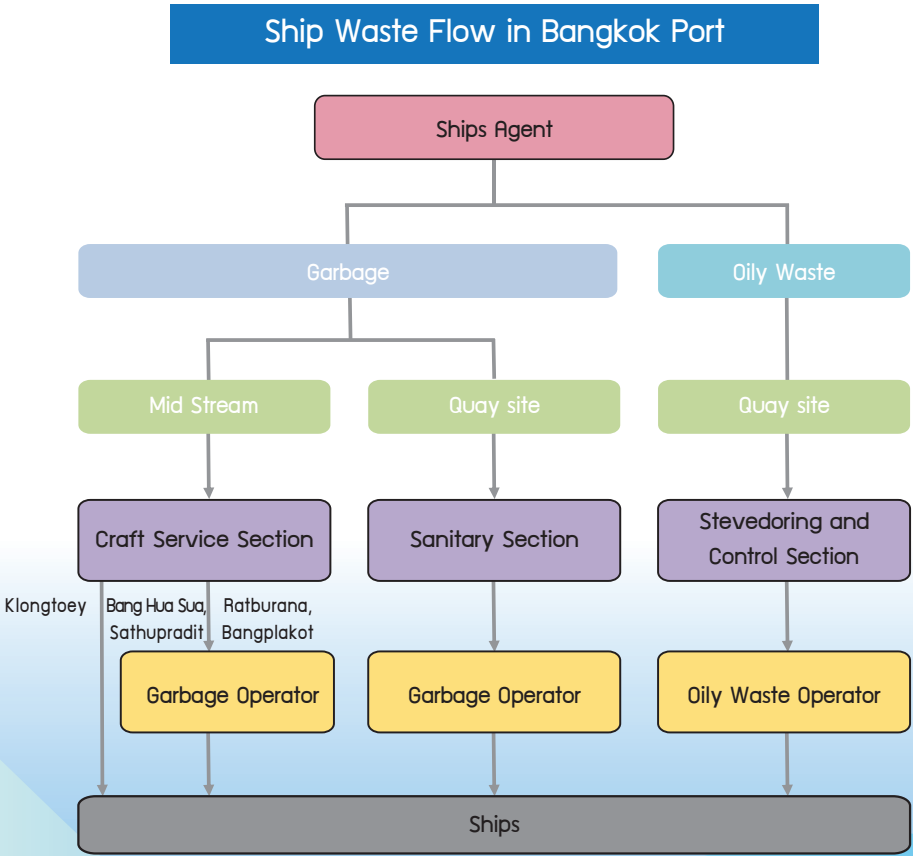 Ship Waste Flow in Bangkok Port
Ships Agent
Garbage
Oily Waste
Mid Stream
Quay site
Quay site
Craft Service Section
Sanitary Section
Stevedoring and
Control Section
Klongtoey
Bang Hua Sua,
Sathupradit
Ratburana,
Bangplakot
Garbage Operator
Garbage Operator
Oily Waste Operator
Ships